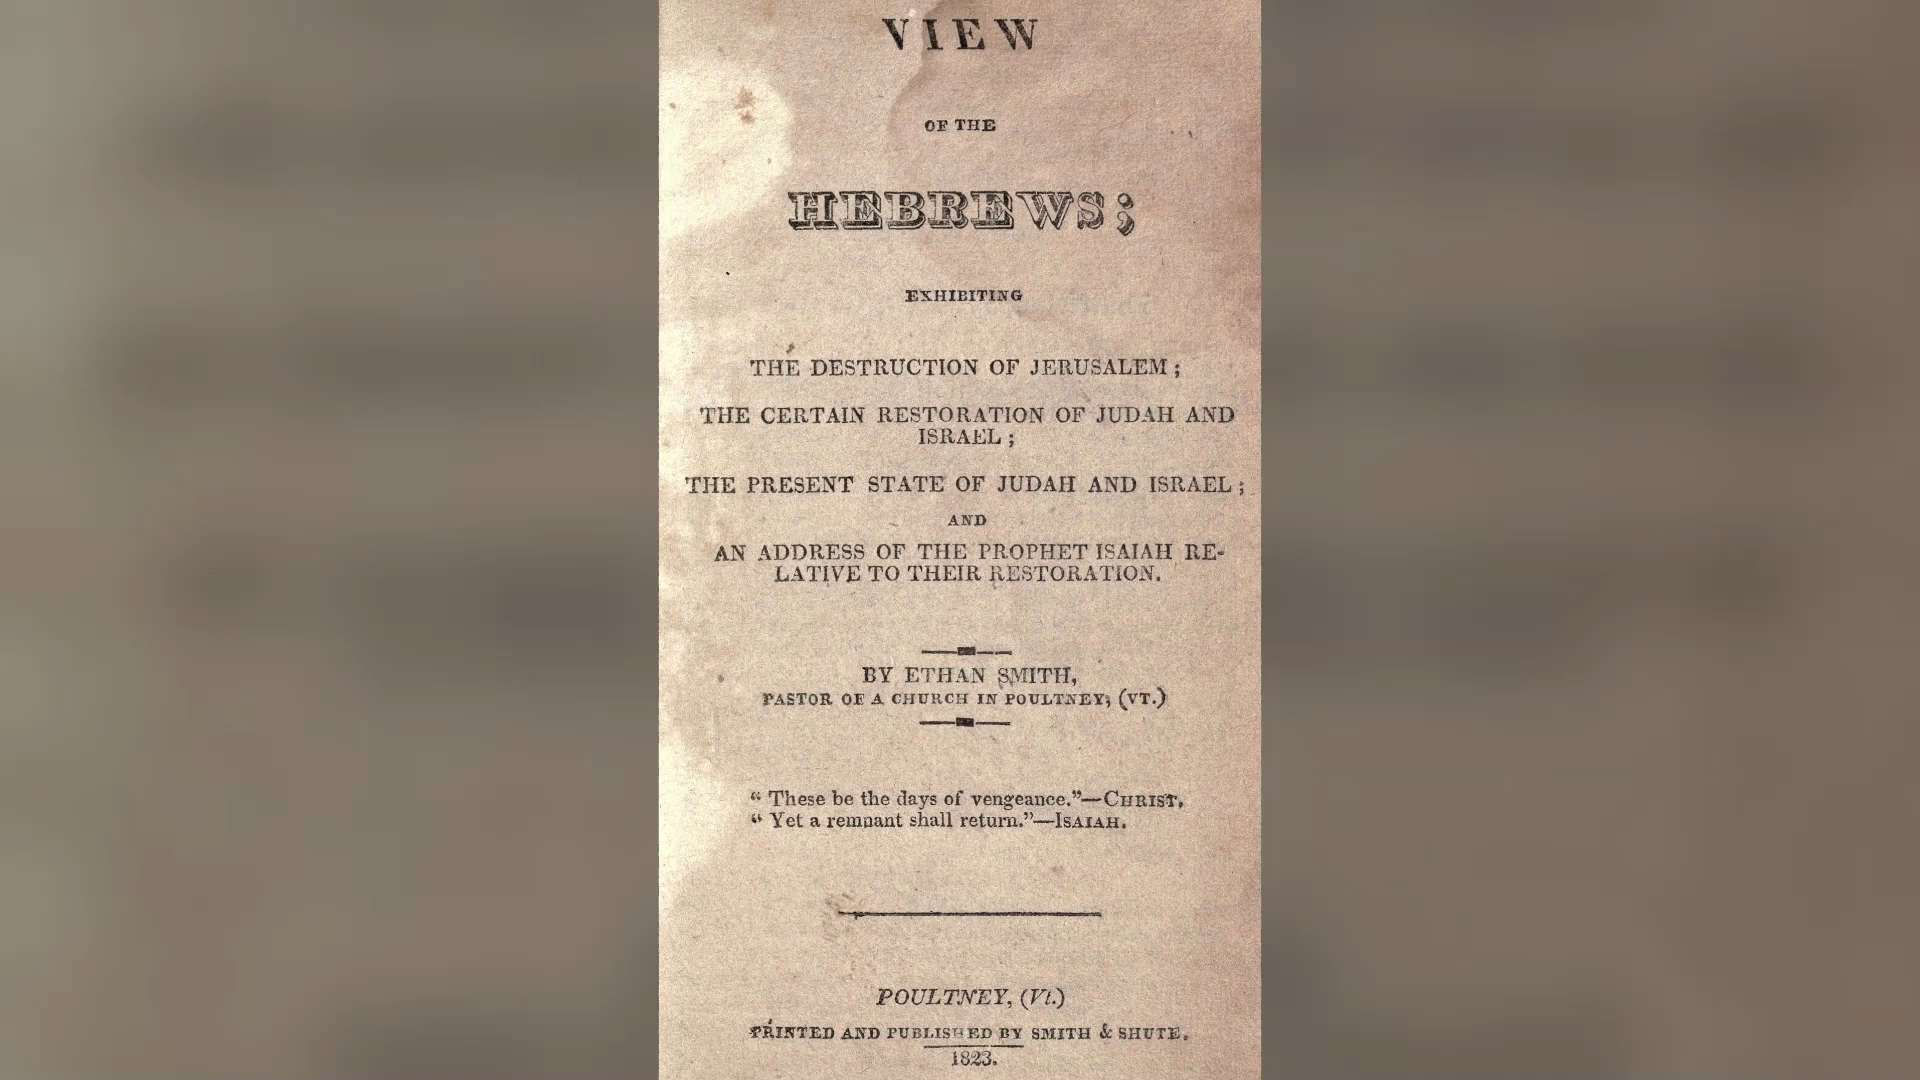 VIEW
OF THE
HEBREWS;
EXHIBITING
THE DESTRUCTION OF JERUSALEM;
THE CERTAIN RESTORATION OF JUDAH AND
ISRAEL;
THE PRESENT STATE OF JUDAH AND ISRAEL;
AND
AN ADDRESS OF THE PROPHET ISAIAH RE-
LATIVE TO THEIR RESTORATION.
BY ETHAN SMITH,
PASTOR OF A CHURCH IN POULTNEY, (VT.)
“These be the days of vengeance.”—CHRIST.
“Yet a remnant shall return.”—ISAIAH.
POULTNEY, (Vt.)
PRINTED AND PUBLISHED BY SMITH & SHUTE.
1823.